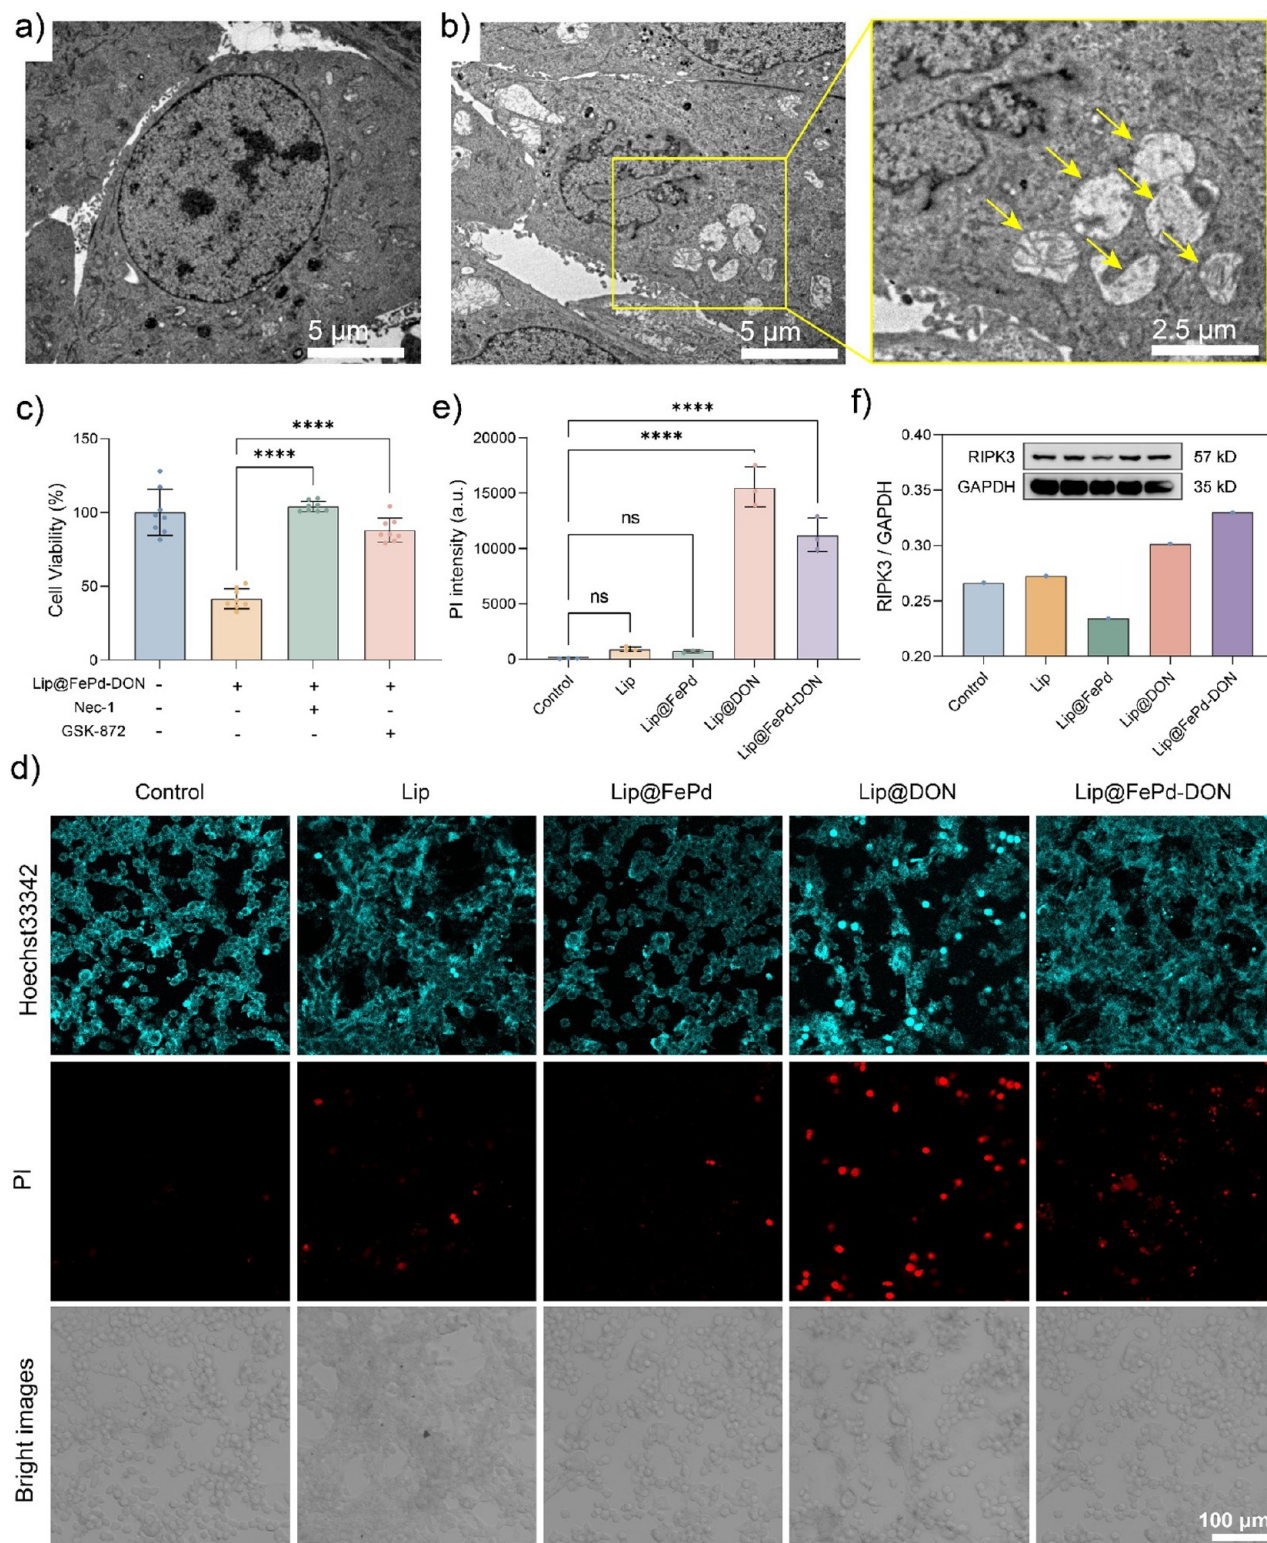 a)
b)
5 µm
5 µm
2.5 µm
c)
Cell Viability (%)
150
100
50
0
****
****
Lip@FePd-DON - + + +
Nec-1 - - + -
GSK-872 - - - +
e)
PI intensity (a.u.)
20000
15000
10000
5000
0
****
****
ns
ns
Control
Lip
Lip@FePd
Lip@DON
Lip@FePd-DON
f)
RIPK3 / GAPDH
0.40
0.35
0.30
0.25
0.20
RIPK3 57 kD
GAPDH 35 kD
Control
Lip
Lip@FePd
Lip@DON
Lip@FePd-DON
d)
Control Lip Lip@FePd Lip@DON Lip@FePd-DON
Hoechst33342
PI
Bright images
100 µm